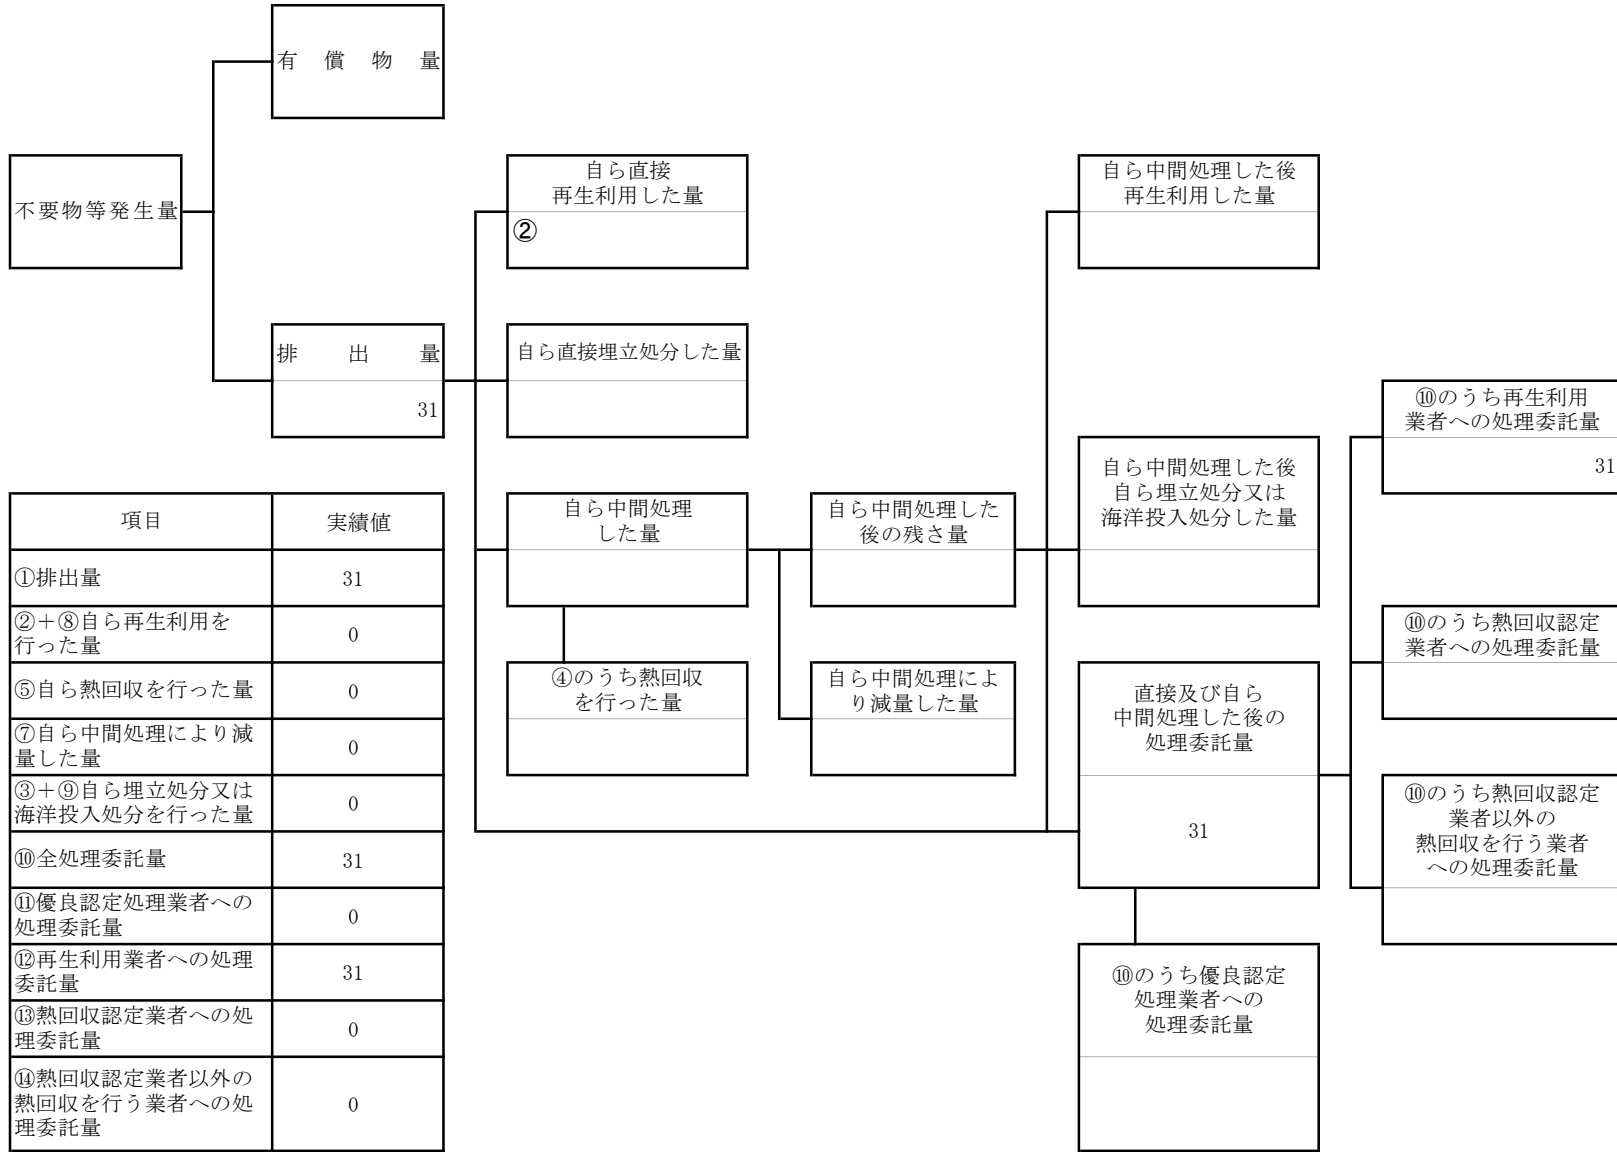 有償物量
不要物等発生量
排出量
31
自ら直接
再生利用した量
②
自ら直接埋立処分した量
自ら中間処理
した量
④のうち熱回収
を行った量
自ら中間処理した
後の残さ量
自ら中間処理によ
り減量した量
自ら中間処理した後
再生利用した量
自ら中間処理した後
自ら埋立処分又は
海洋投入処分した量
直接及び自ら
中間処理した後の
処理委託量
31
⑩のうち優良認定
処理業者への
処理委託量
⑩のうち再生利用
業者への処理委託量
31
⑩のうち熱回収認定
業者への処理委託量
⑩のうち熱回収認定
業者以外の
熱回収を行う業者
への処理委託量
項目 実績値
①排出量 31
②＋⑧自ら再生利用を
行った量 0
⑤自ら熱回収を行った量 0
⑦自ら中間処理により減
量した量 0
③＋⑨自ら埋立処分又は
海洋投入処分を行った量 0
⑩全処理委託量 31
⑪優良認定処理業者への
処理委託量 0
⑫再生利用業者への処理
委託量 31
⑬熱回収認定業者への処
理委託量 0
⑭熱回収認定業者以外の
熱回収を行う業者への処 0
理委託量